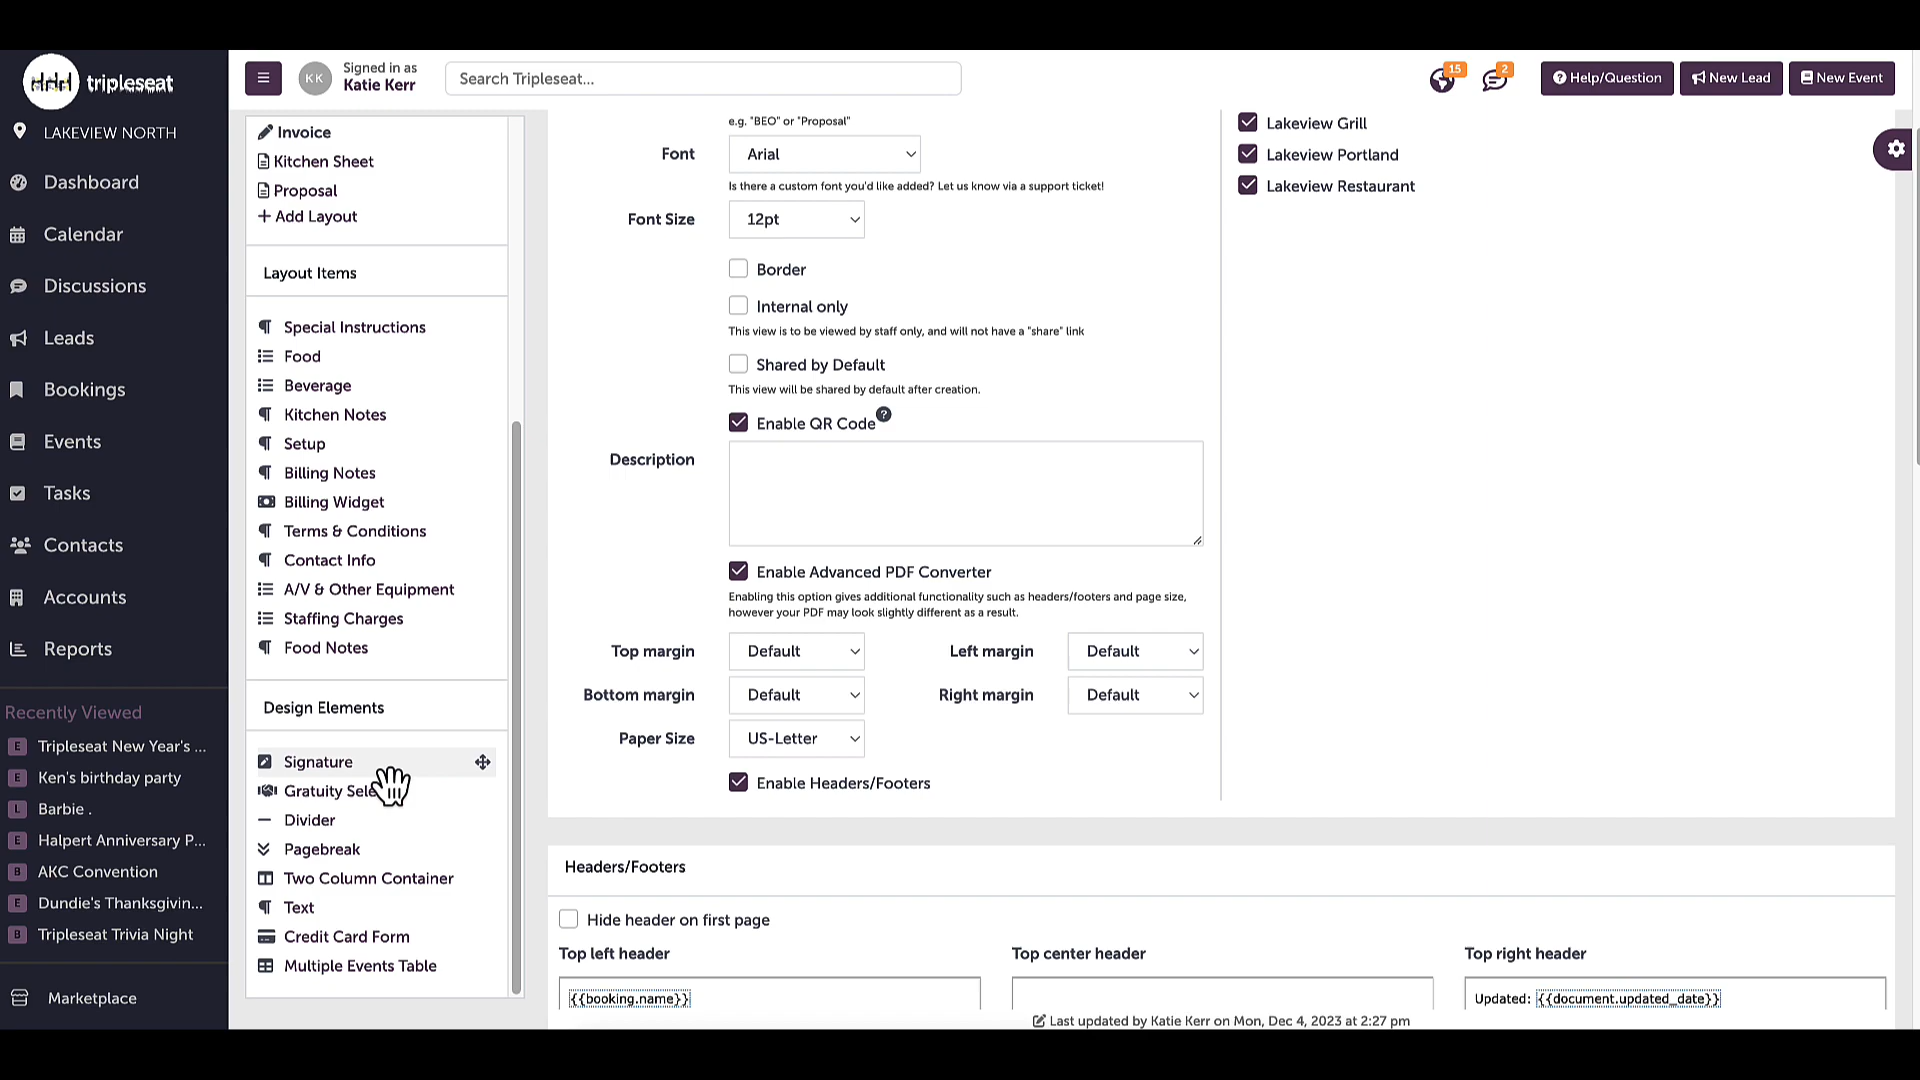 tripleseat
Signed in as
KK
Katie Kerr
Search Tripleseat...
15
2
Help/Question
New Lead
New Event
LAKEVIEW NORTH
Dashboard
Calendar
Discussions
Leads
Bookings
Events
Tasks
Contacts
Accounts
Reports
Recently Viewed
E Tripleseat New Year's ...
E Ken's birthday party
L Barbie .
E Halpert Anniversary P...
B AKC Convention
E Dundie's Thanksgivin...
B Tripleseat Trivia Night
Marketplace
Invoice
Kitchen Sheet
Proposal
+ Add Layout
Layout Items
Special Instructions
Food
Beverage
Kitchen Notes
Setup
Billing Notes
Billing Widget
Terms & Conditions
Contact Info
A/V & Other Equipment
Staffing Charges
Food Notes
Design Elements
Signature
Gratuity Sele
Divider
Pagebreak
Two Column Container
Text
Credit Card Form
Multiple Events Table
e.g. "BEO" or "Proposal"
Font Arial
Is there a custom font you'd like added? Let us know via a support ticket!
Font Size 12pt
Border
Internal only
This view is to be viewed by staff only, and will not have a "share" link
Shared by Default
This view will be shared by default after creation.
Enable QR Code ?
Description
Enable Advanced PDF Converter
Enabling this option gives additional functionality such as headers/footers and page size,
however your PDF may look slightly different as a result.
Top margin Default Left margin Default
Bottom margin Default Right margin Default
Paper Size US-Letter
Enable Headers/Footers
Lakeview Grill
Lakeview Portland
Lakeview Restaurant
Headers/Footers
Hide header on first page
Top left header Top center header Top right header
{{booking.name}} Updated: {{document.updated_date}}
Last updated by Katie Kerr on Mon, Dec 4, 2023 at 2:27 pm